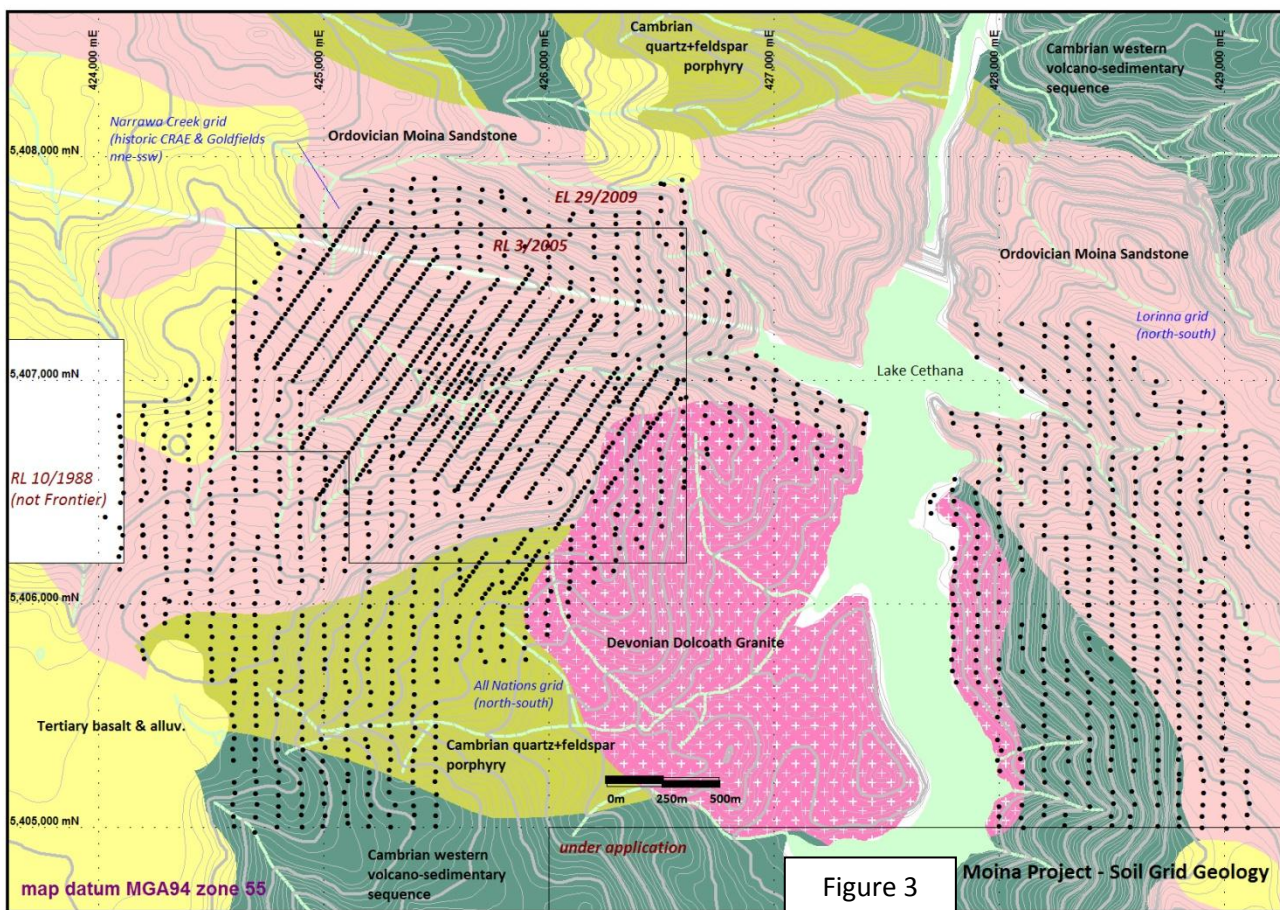 424,000 mE
425,000 mE
426,000 mE
427,000 mE
428,000 mE
429,000 mE
Cambrian
quartz+feldspar
porphyry
Cambrian western
volcano-sedimentary
sequence
Narrawa Creek grid
(historic CRAE & Goldfields
nne-ssw)
Ordovician Moina Sandstone
5,408,000 mN
EL 29/2009
RL 3/2005
Ordovician Moina Sandstone
Lorinna grid
(north-south)
5,407,000 mN
Lake Cethana
RL 10/1988
(not Frontier)
5,406,000 mN
Devonian Dolcoath Granite
All Nations grid
(north-south)
Tertiary basalt & alluv.
Cambrian quartz+feldspar
porphyry
0m 250m 500m
5,405,000 mN
under application
Cambrian western
volcano-sedimentary
sequence
map datum MGA94 zone 55
Figure 3
Moina Project - Soil Grid Geology